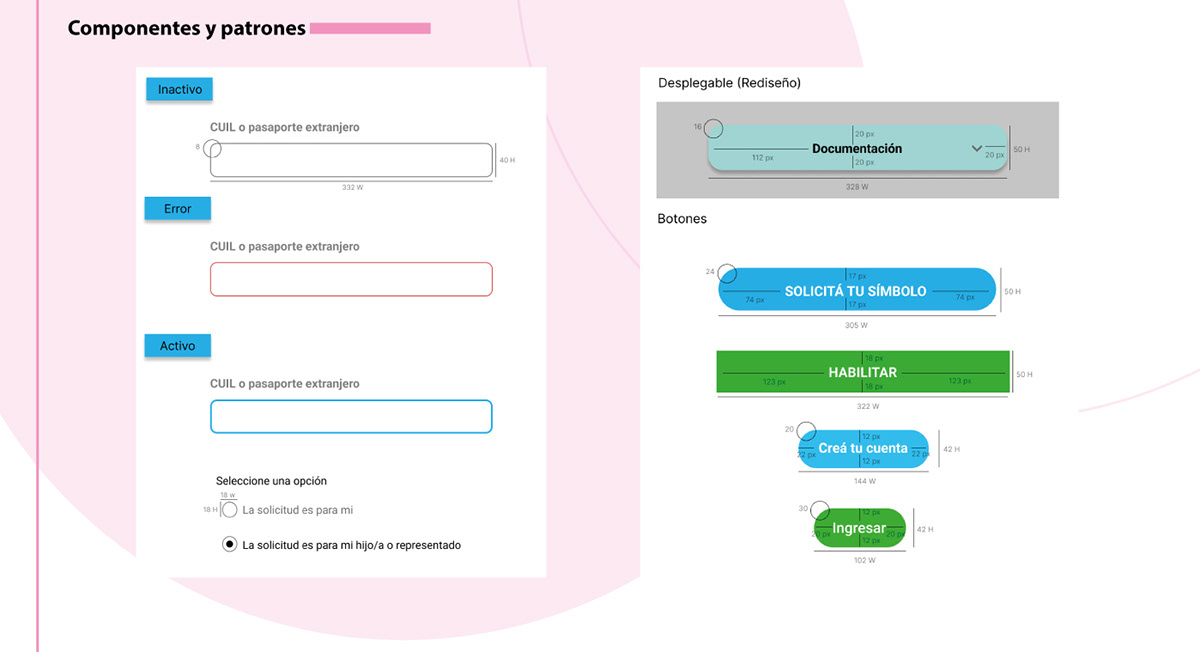 Componentes y patrones
Inactivo
CUIL o pasaporte extranjero
8
40 H
332 W
Error
CUIL o pasaporte extranjero
Activo
CUIL o pasaporte extranjero
Seleccione una opción
18 w
18 H
La solicitud es para mi
La solicitud es para mi hijo/a o representado
Desplegable (Rediseño)
16
20 px
Documentación
112 px
20 px
20 px
50 H
328 W
Botones
24
17 px
SOLICITÁ TU SÍMBOLO
74 px
17 px
74 px
50 H
305 W
18 px
HABILITAR
123 px
18 px
123 px
50 H
322 W
20
12 px
Creá tu cuenta
22 px
12 px
22 px
42 H
144 W
30
12 px
Ingresar
20 px
12 px
20 px
42 H
102 W